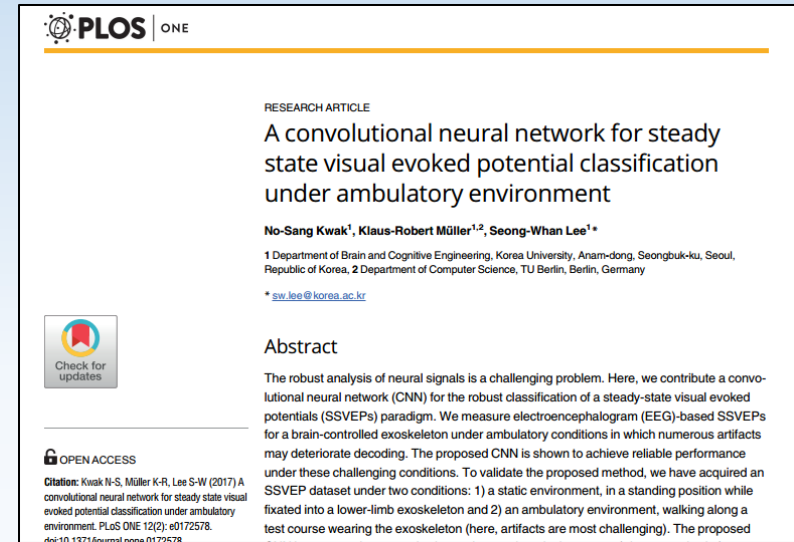 PLOS ONE
RESEARCH ARTICLE
A convolutional neural network for steady
state visual evoked potential classification
under ambulatory environment
No-Sang Kwak1, Klaus-Robert Müller1,2, Seong-Whan Lee1*
1 Department of Brain and Cognitive Engineering, Korea University, Anam-dong, Seongbuk-ku, Seoul,
Republic of Korea, 2 Department of Computer Science, TU Berlin, Berlin, Germany
* sw.lee@korea.ac.kr
Check for
updates
OPEN ACCESS
Citation: Kwak N-S, Müller K-R, Lee S-W (2017) A
convolutional neural network for steady state visual
evoked potential classification under ambulatory
environment. PLoS ONE 12(2): e0172578.
doi:10.1371/journal.pone.0172578
Abstract
The robust analysis of neural signals is a challenging problem. Here, we contribute a convo-
lutional neural network (CNN) for the robust classification of a steady-state visual evoked
potentials (SSVEPs) paradigm. We measure electroencephalogram (EEG)-based SSVEPs
for a brain-controlled exoskeleton under ambulatory conditions in which numerous artifacts
may deteriorate decoding. The proposed CNN is shown to achieve reliable performance
under these challenging conditions. To validate the proposed method, we have acquired an
SSVEP dataset under two conditions: 1) a static environment, in a standing position while
fixated into a lower-limb exoskeleton and 2) an ambulatory environment, walking along a
test course wearing the exoskeleton (here, artifacts are most challenging). The proposed